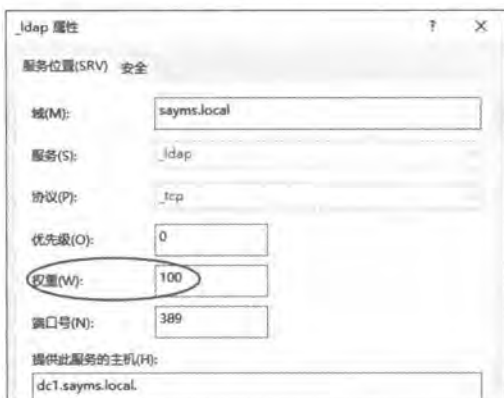 _ldap 属性 ? ×
服务位置(SRV) 安全
域(M): sayms.local
服务(S): _ldap
协议(P): _tcp
优先级(O): 0
权重(W): 100
端口号(N): 389
提供此服务的主机(H):
dc1.sayms.local.